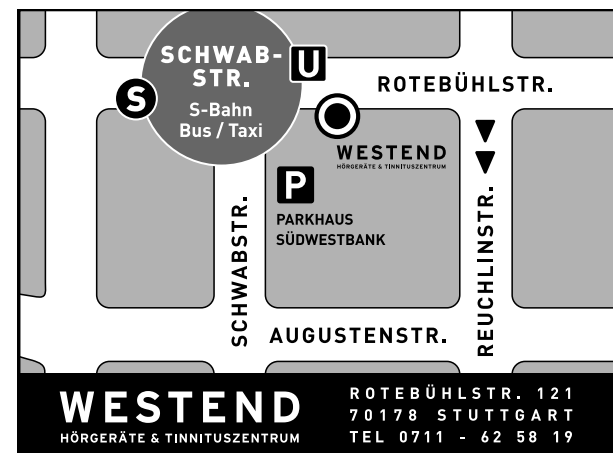 SCHWAB-
STR.
S-Bahn
Bus / Taxi
S
U
ROTEBÜHLSTR.
WESTEND
HÖRGERÄTE & TINNITUSZENTRUM
P
PARKHAUS
SÜDWESTBANK
SCHWABSTR.
REUCHLINSTR.
AUGUSTENSTR.
WESTEND
HÖRGERÄTE & TINNITUSZENTRUM
ROTEBÜHLSTR. 121
70178 STUTTGART
TEL 0711 - 62 58 19